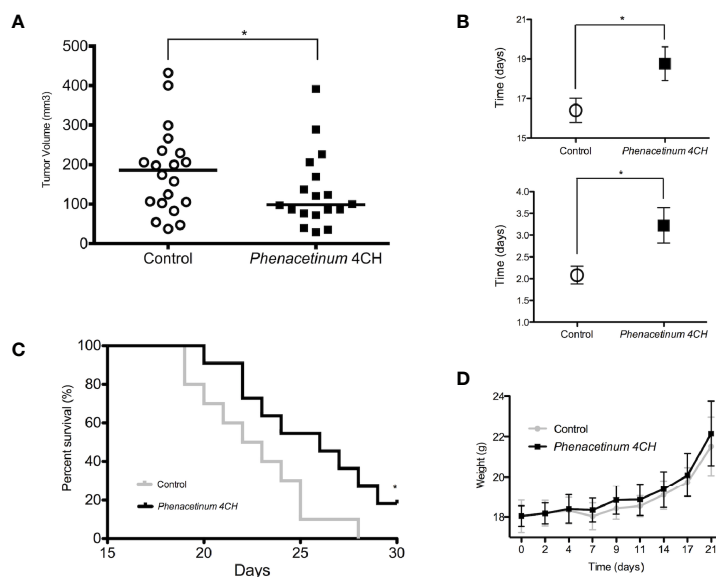 A
*
Tumor Volume (mm3)
500
400
300
200
100
0
Control
Phenacetinum 4CH
B
*
Time (days)
21
19
17
15
Control
Phenacetinum 4CH
*
Time (days)
4.0
3.5
3.0
2.5
2.0
1.5
1.0
Control
Phenacetinum 4CH
C
Percent survival (%)
100
80
60
40
20
0
Control
Phenacetinum 4CH
*
15
20
25
30
Days
D
Weight (g)
24
22
20
18
Control
Phenacetinum 4CH
0 2 4 7 9 11 14 17 21
Time (days)